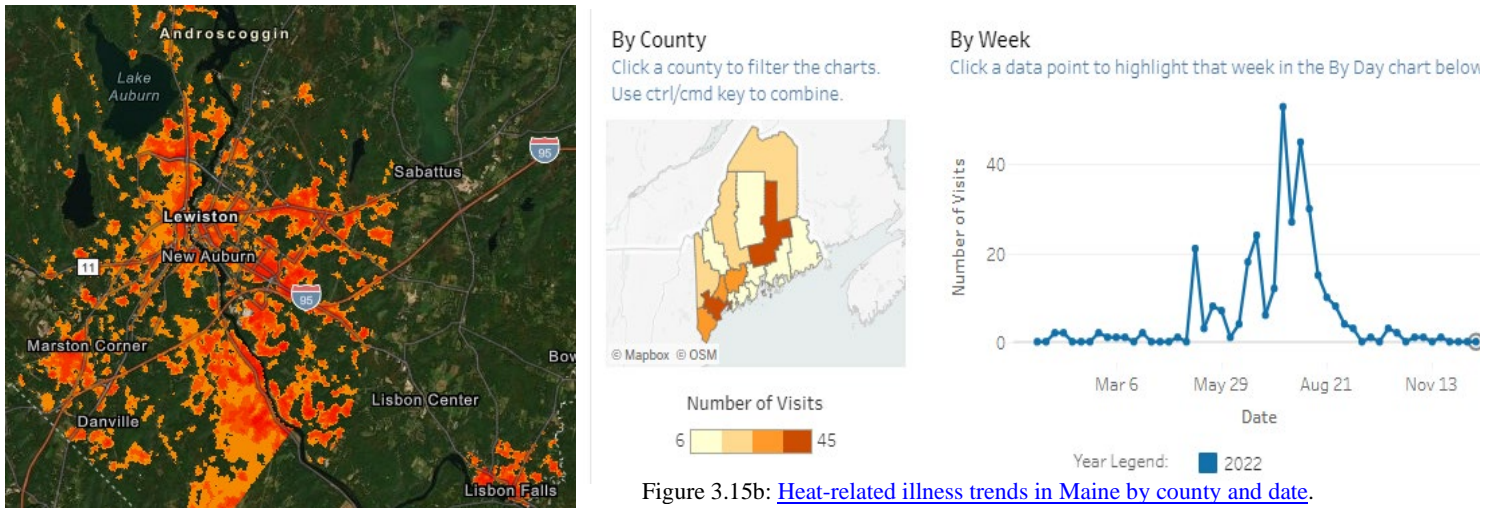 Androscoggin
Lake
Auburn
95
Sabattus
Lewiston
New Auburn
11
95
Marston Corner
Danville
Lisbon Center
Lisbon Falls
By County
Click a county to filter the charts.
Use ctrl/cmd key to combine.
© Mapbox © OSM
Number of Visits
6 45
By Week
Click a data point to highlight that week in the By Day chart below
Number of Visits
40
20
0
Mar 6 May 29 Aug 21 Nov 13
Date
Year Legend: 2022
Figure 3.15b: Heat-related illness trends in Maine by county and date.